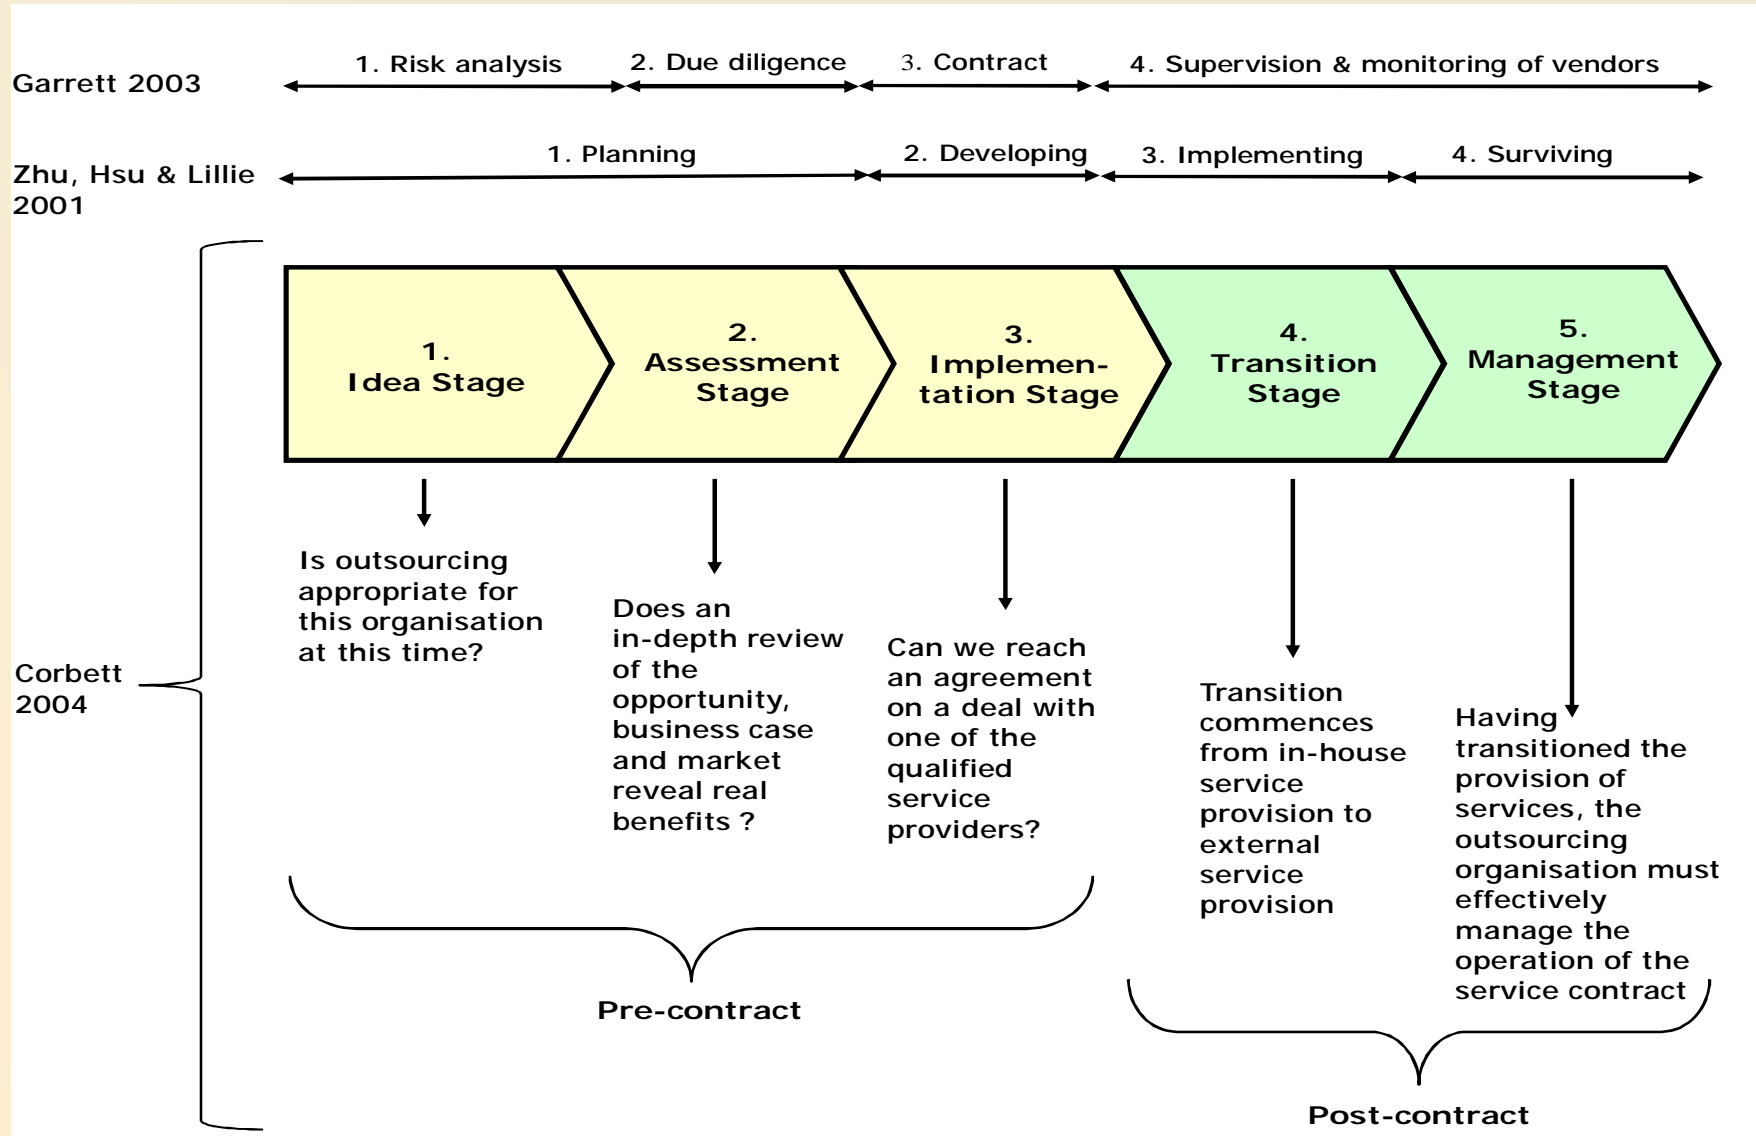 Garrett 2003
1. Risk analysis
2. Due diligence
3. Contract
4. Supervision & monitoring of vendors
Zhu, Hsu & Lillie
2001
1. Planning
2. Developing
3. Implementing
4. Surviving
Corbett
2004
1.
Idea Stage
2.
Assessment
Stage
3.
Implemen-
tation Stage
4.
Transition
Stage
5.
Management
Stage
Is outsourcing
appropriate for
this organisation
at this time?
Does an
in-depth review
of the
opportunity,
business case
and market
reveal real
benefits ?
Can we reach
an agreement
on a deal with
one of the
qualified
service
providers?
Transition
commences
from in-house
service
provision to
external
service
provision
Having
transitioned the
provision of
services, the
outsourcing
organisation must
effectively
manage the
operation of the
service contract
Pre-contract
Post-contract